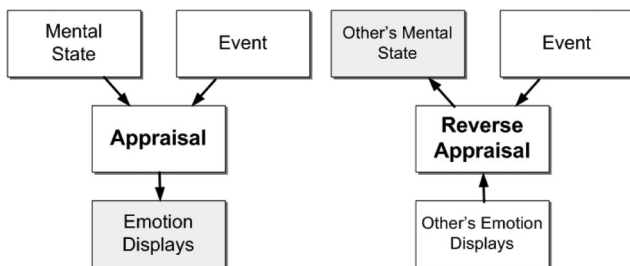 Mental
State
Event
Appraisal
Emotion
Displays
Other's Mental
State
Event
Reverse
Appraisal
Other's Emotion
Displays